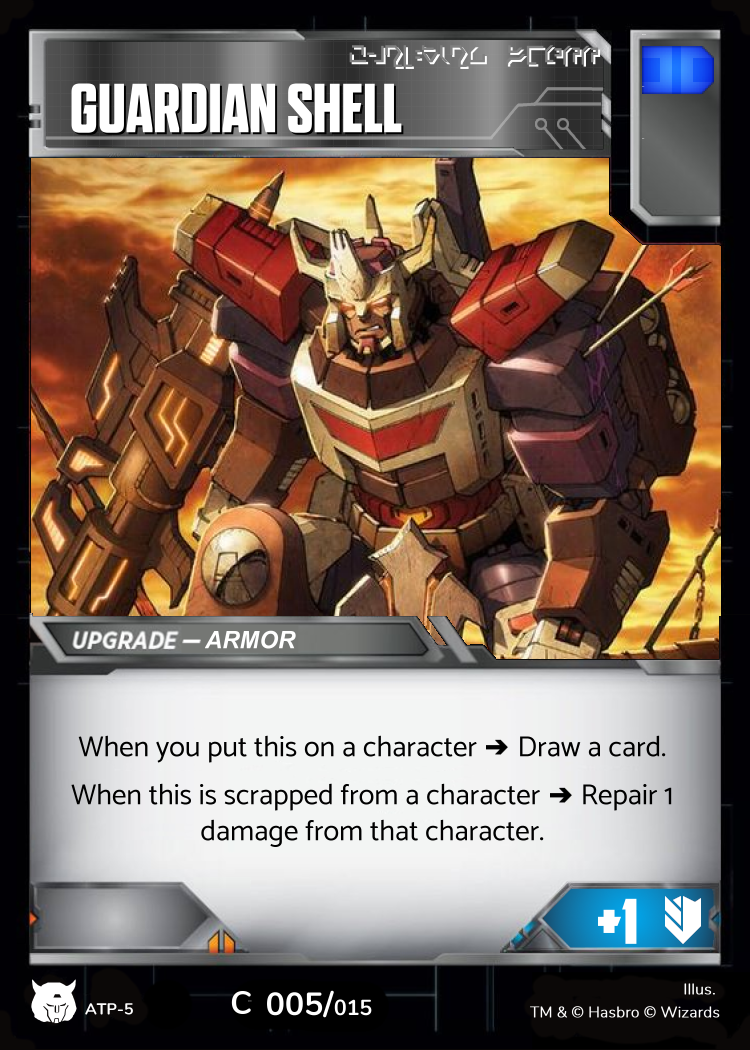 GUARDIAN SHELL
UPGRADE — ARMOR
When you put this on a character ➔ Draw a card.
When this is scrapped from a character ➔ Repair 1
damage from that character.
+1
ATP-5
C 005/015
Illus.
TM & © Hasbro © Wizards